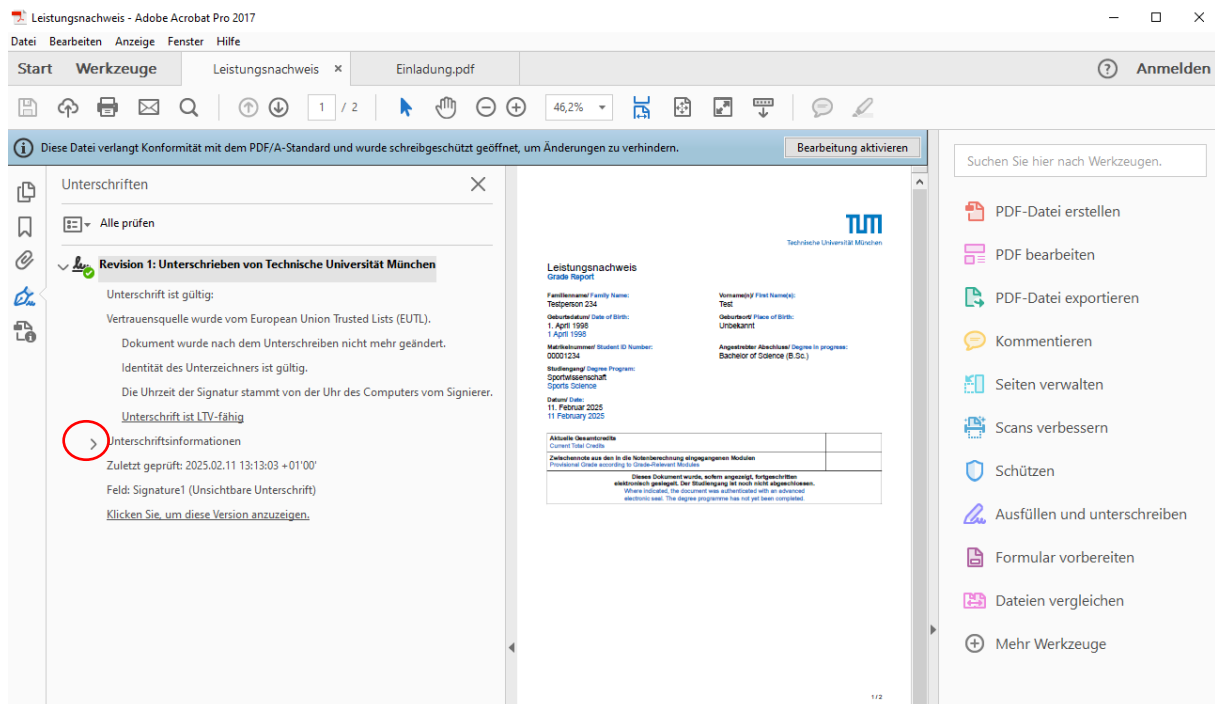 Leistungsnachweis - Adobe Acrobat Pro 2017
Datei Bearbeiten Anzeige Fenster Hilfe
Start Werkzeuge Leistungsnachweis × Einladung.pdf Anmelden
1 / 2 46,2%
Diese Datei verlangt Konformität mit dem PDF/A-Standard und wurde schreibgeschützt geöffnet, um Änderungen zu verhindern. Bearbeitung aktivieren
Unterschriften
Alle prüfen
Revision 1: Unterschrieben von Technische Universität München
Unterschrift ist gültig:
Vertrauensquelle wurde vom European Union Trusted Lists (EUTL).
Dokument wurde nach dem Unterschreiben nicht mehr geändert.
Identität des Unterzeichners ist gültig.
Die Uhrzeit der Signatur stammt von der Uhr des Computers vom Signierer.
Unterschrift ist LTV-fähig
Unterschriftsinformationen
Zuletzt geprüft: 2025.02.11 13:13:03 +01'00'
Feld: Signature1 (Unsichtbare Unterschrift)
Klicken Sie, um diese Version anzuzeigen.
TUM
Technische Universität München
Leistungsnachweis
Grade Report
Familienname/ Family Name: Vorname(n)/ First Name(s):
Testperson 234 Test
Geburtsdatum/ Date of Birth: Geburtsort/ Place of Birth:
1. April 1998 Unbekannt
1 April 1998
Matrikelnummer/ Student ID Number: Angestrebter Abschluss/ Degree in progress:
00001234 Bachelor of Science (B.Sc.)
Studiengang/ Degree Program:
Sportwissenschaft
Sports Science
Datum/ Date:
11. Februar 2025
11 February 2025
Aktuelle Gesamtcredits
Current Total Credits
Zwischennote aus den in die Notenberechnung eingegangenen Modulen
Provisional Grade according to Grade-Relevant Modules
Dieses Dokument wurde, sofern angezeigt, fortgeschritten
elektronisch gesiegelt. Der Studiengang ist noch nicht abgeschlossen.
Where indicated, the document was authenticated with an advanced
electronic seal. The degree programme has not yet been completed.
1 / 2
Suchen Sie hier nach Werkzeugen.
PDF-Datei erstellen
PDF bearbeiten
PDF-Datei exportieren
Kommentieren
Seiten verwalten
Scans verbessern
Schützen
Ausfüllen und unterschreiben
Formular vorbereiten
Dateien vergleichen
Mehr Werkzeuge